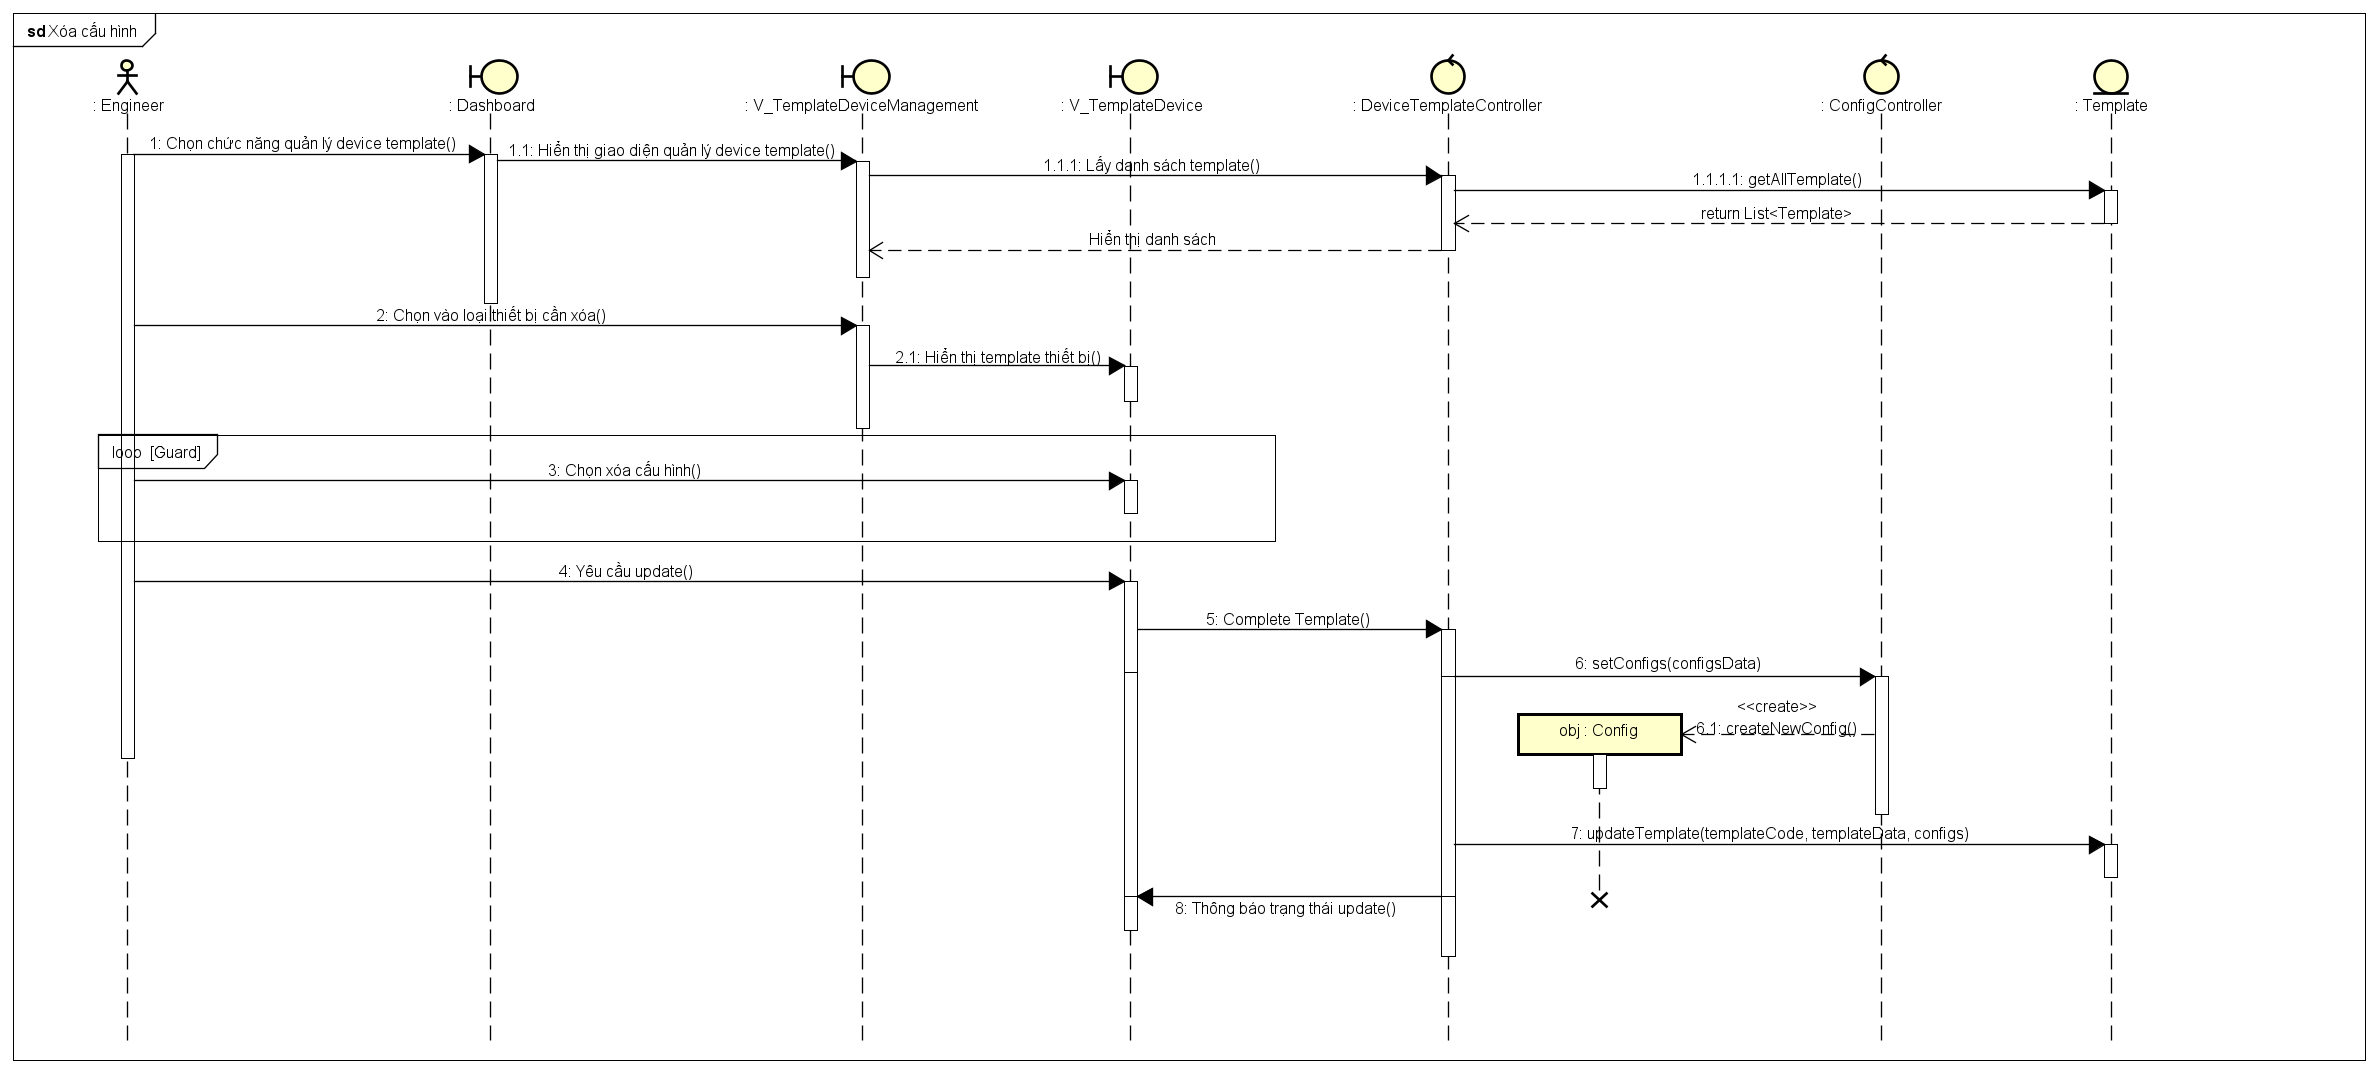 sd Xóa cấu hình
: Engineer
: Dashboard
: V_TemplateDeviceManagement
: V_TemplateDevice
: DeviceTemplateController
: ConfigController
: Template
1: Chọn chức năng quản lý device template()
1.1: Hiển thị giao diện quản lý device template()
1.1.1: Lấy danh sách template()
1.1.1.1: getAllTemplate()
return List<Template>
Hiển thị danh sách
2: Chọn vào loại thiết bị cần xóa()
2.1: Hiển thị template thiết bị()
loop [Guard]
3: Chọn xóa cấu hình()
4: Yêu cầu update()
5: Complete Template()
6: setConfigs(configsData)
<<create>>
6.1: createNewConfig()
obj : Config
7: updateTemplate(templateCode, templateData, configs)
8: Thông báo trạng thái update()